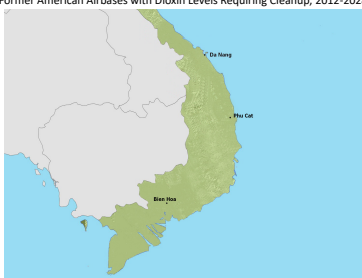 Former American Airbases with Dioxin Levels Requiring Cleanup, 2012-202
Da Nang
Phu Cat
Bien Hoa